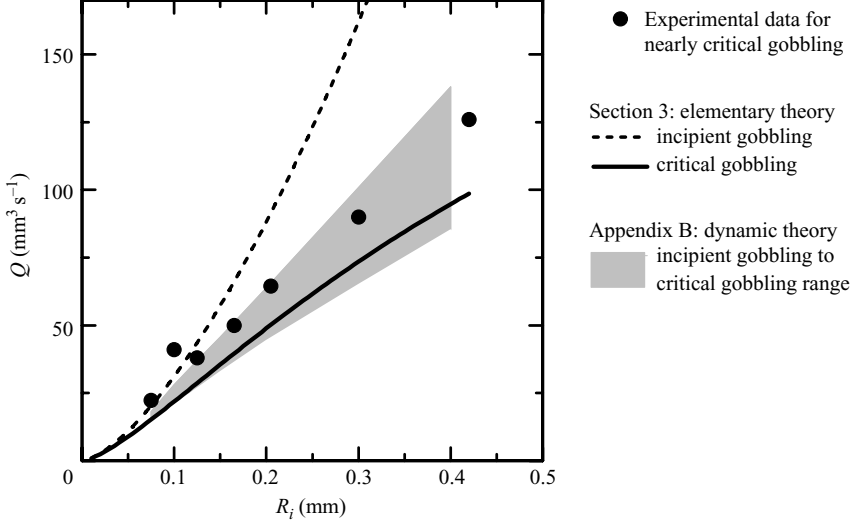 150
100
50
0
0.1
0.2
0.3
0.4
0.5
Q (mm³ s⁻¹)
Rᵢ (mm)
Experimental data for
nearly critical gobbling
Section 3: elementary theory
incipient gobbling
critical gobbling
Appendix B: dynamic theory
incipient gobbling to
critical gobbling range